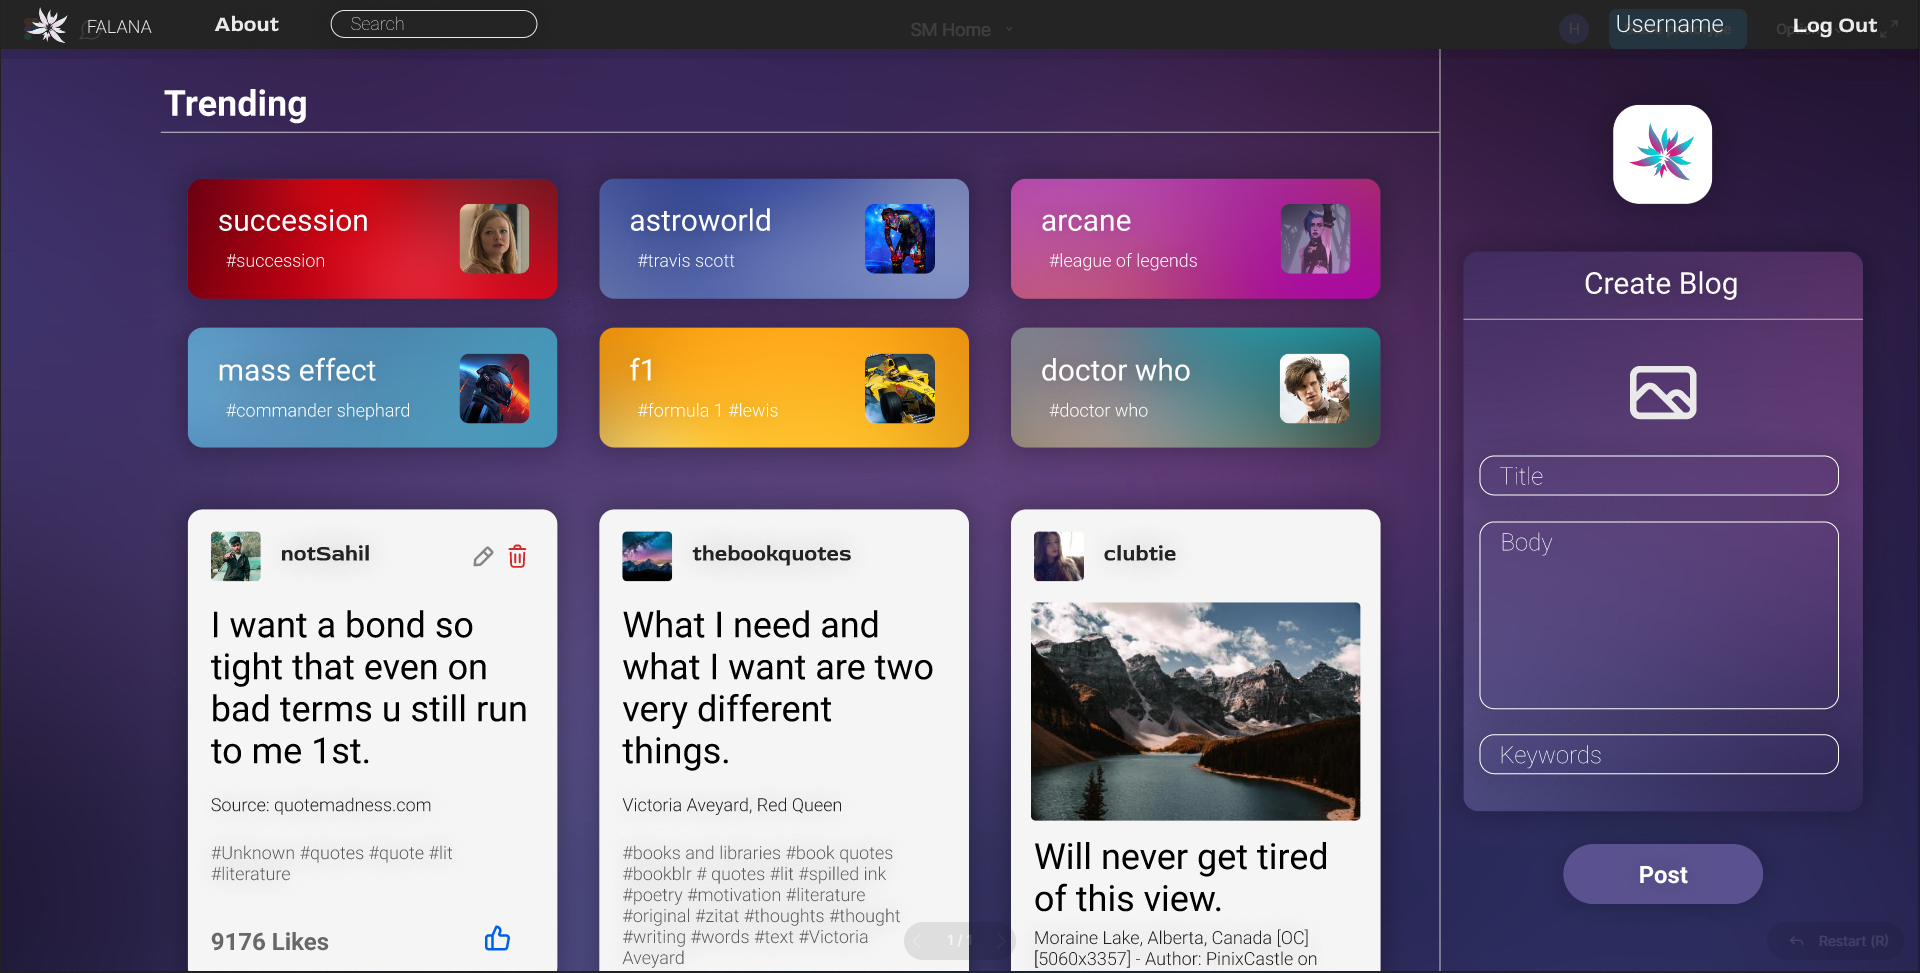 FALANA
About
Search
SM Home
H
Username
Log Out
Trending
succession
#succession
astroworld
#travis scott
arcane
#league of legends
mass effect
#commander shephard
f1
#formula 1 #lewis
doctor who
#doctor who
notSahil
I want a bond so
tight that even on
bad terms u still run
to me 1st.
Source: quotemadness.com
#Unknown #quotes #quote #lit
#literature
9176 Likes
thebookquotes
What I need and
what I want are two
very different
things.
Victoria Aveyard, Red Queen
#books and libraries #book quotes
#bookblr # quotes #lit #spilled ink
#poetry #motivation #literature
#original #zitat #thoughts #thought
#writing #words #text #Victoria
Aveyard
clubtie
Will never get tired
of this view.
Moraine Lake, Alberta, Canada [OC]
[5060x3357] - Author: PinixCastle on
Create Blog
Title
Body
Keywords
Post
1 / 1
Restart (R)